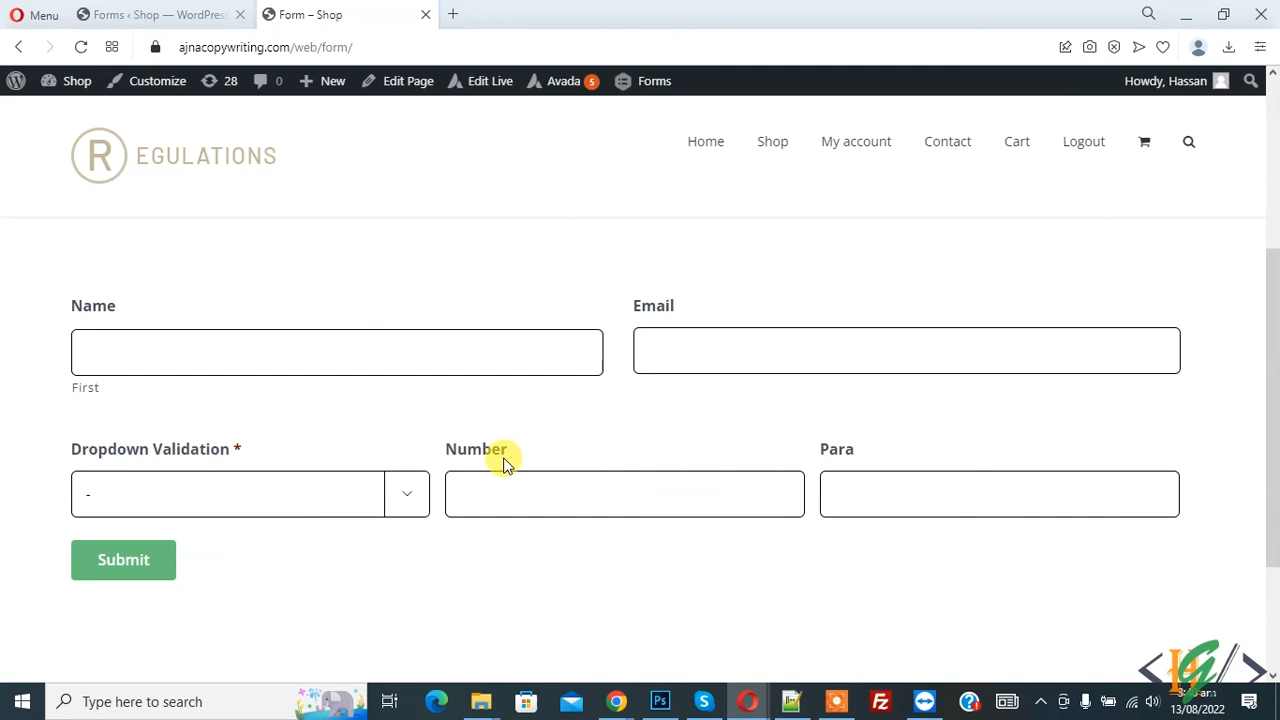 Menu
Forms ‹ Shop — WordPress
Form – Shop
ajnacopywriting.com/web/form/
Shop
Customize
28
0
New
Edit Page
Edit Live
Avada 5
Forms
Howdy, Hassan
R EGULATIONS
Home
Shop
My account
Contact
Cart
Logout
Name
Email
First
Dropdown Validation *
Number
Para
-
Submit
Type here to search
13/08/2022